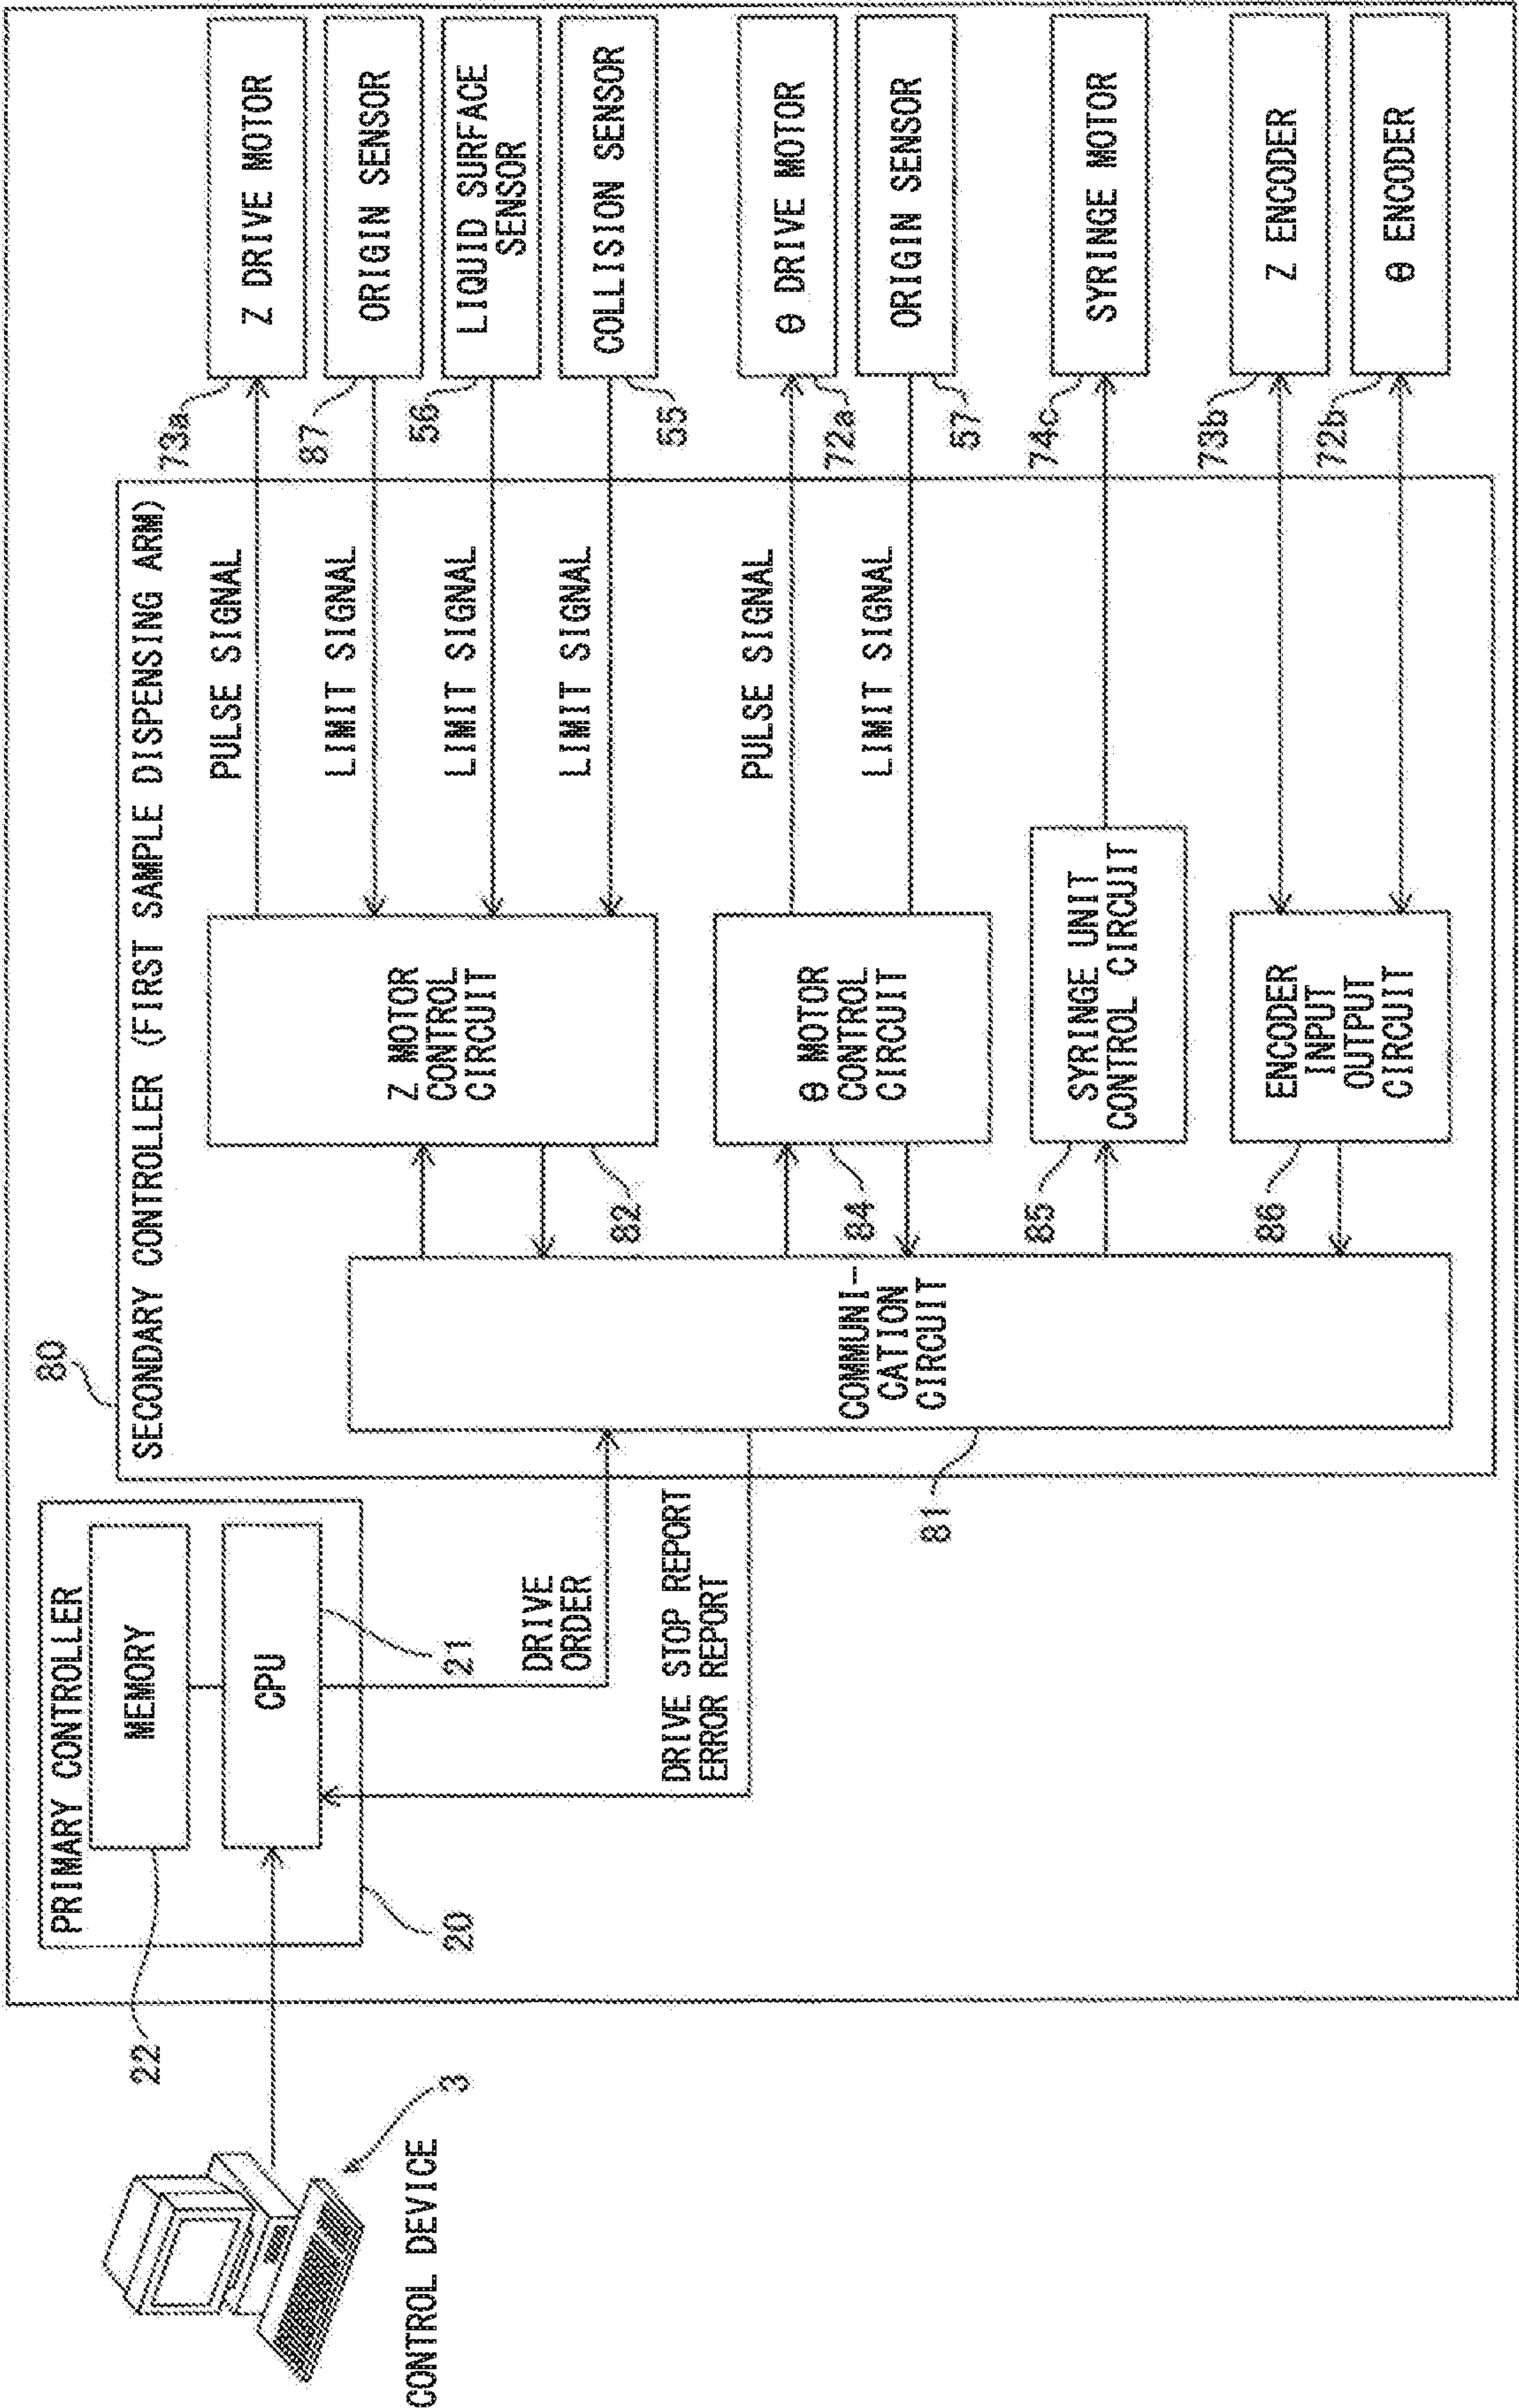 CONTROL DEVICE
3
PRIMARY CONTROLLER
MEMORY
22
CPU
21
20
DRIVE
ORDER
DRIVE STOP REPORT
ERROR REPORT
80
SECONDARY CONTROLLER (FIRST SAMPLE DISPENSING ARM)
COMMUNI-
CATION
CIRCUIT
81
Z MOTOR
CONTROL
CIRCUIT
82
θ MOTOR
CONTROL
CIRCUIT
84
SYRINGE UNIT
CONTROL CIRCUIT
85
ENCODER
INPUT
OUTPUT
CIRCUIT
86
PULSE SIGNAL
LIMIT SIGNAL
LIMIT SIGNAL
LIMIT SIGNAL
PULSE SIGNAL
LIMIT SIGNAL
73a
Z DRIVE MOTOR
87
ORIGIN SENSOR
56
LIQUID SURFACE
SENSOR
55
COLLISION SENSOR
72a
θ DRIVE MOTOR
57
ORIGIN SENSOR
74c
SYRINGE MOTOR
73b
Z ENCODER
72b
θ ENCODER